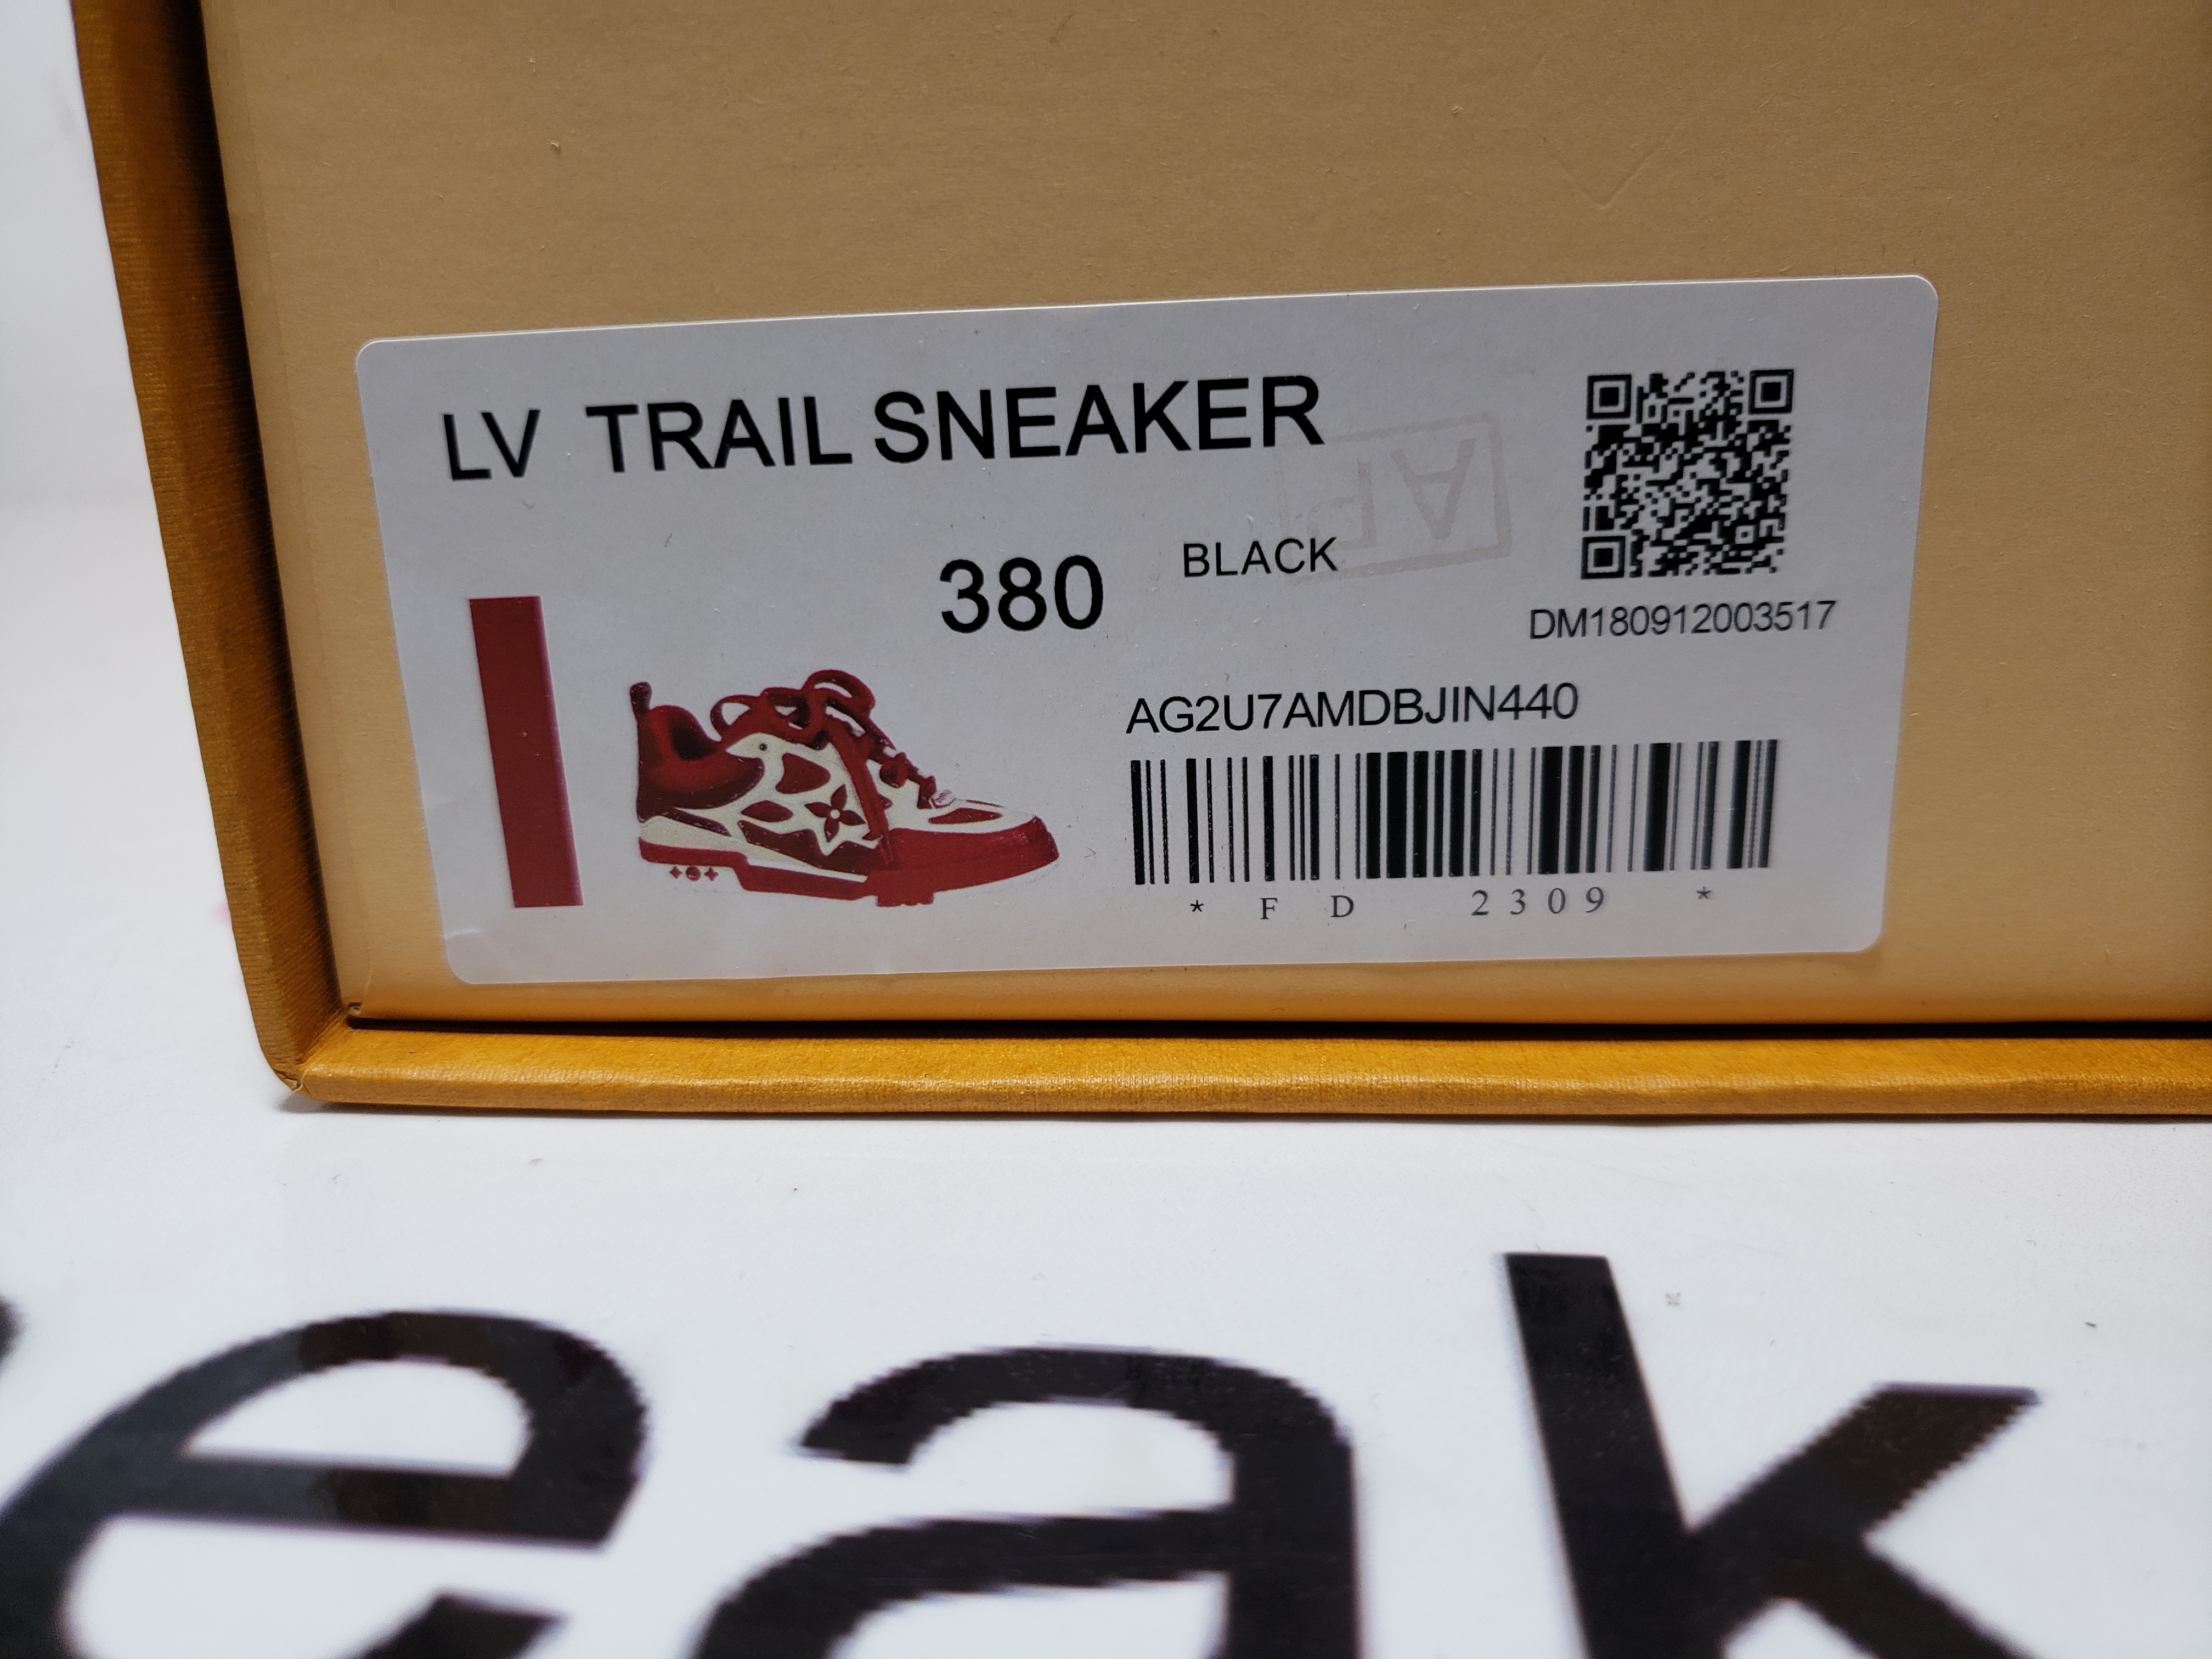 LV TRAIL SNEAKER
380 BLACK
DM180912003517
AG2U7AMDBJIN440
* F D 2309 *
eak